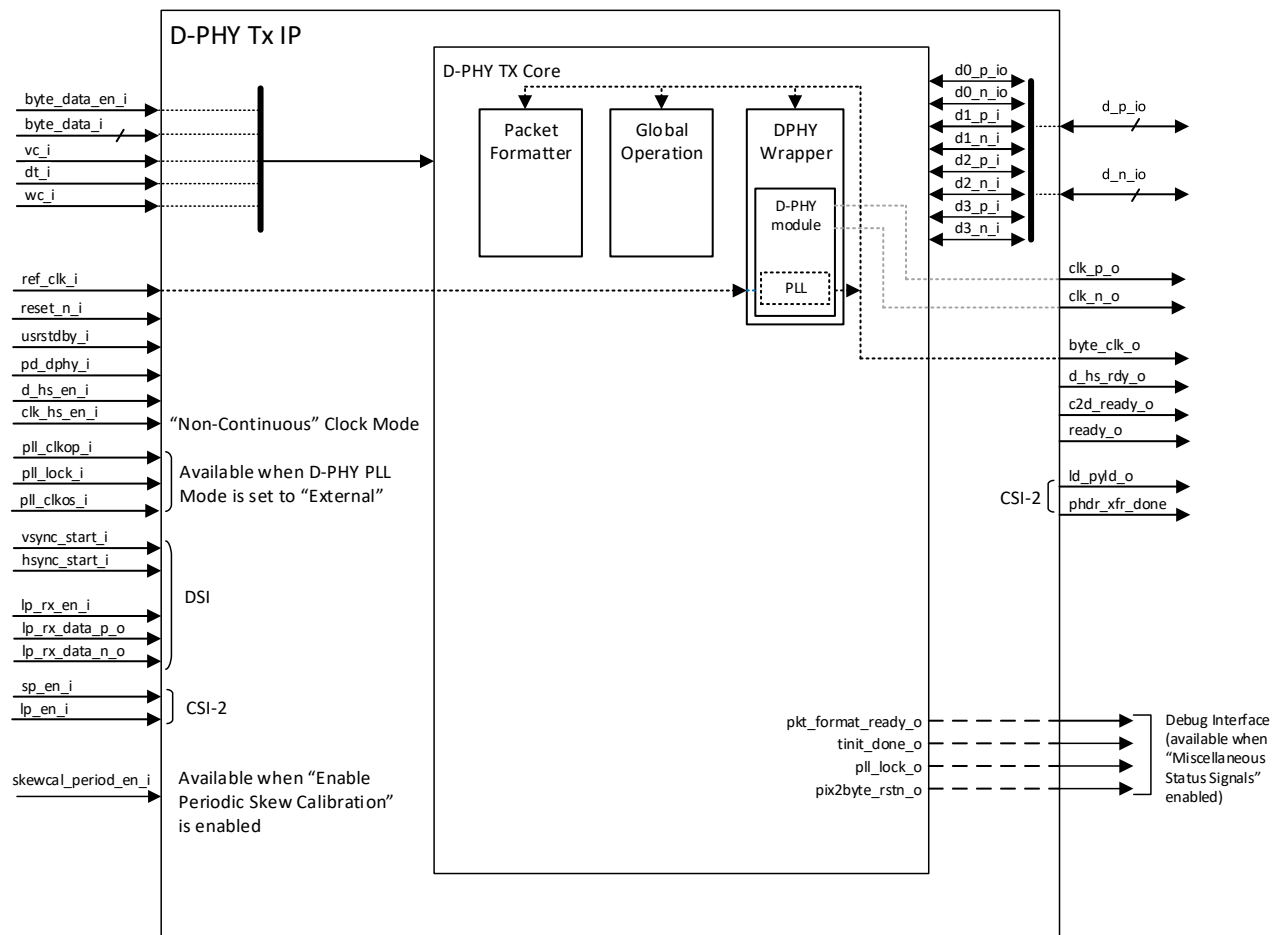 D-PHY Tx IP
byte_data_en_i
byte_data_i
vc_i
dt_i
wc_i
ref_clk_i
reset_n_i
usrstdby_i
pd_dphy_i
d_hs_en_i
clk_hs_en_i
"Non-Continuous" Clock Mode
pll_clkop_i
pll_lock_i
pll_clkos_i
Available when D-PHY PLL
Mode is set to "External"
vsync_start_i
hsync_start_i
lp_rx_en_i
lp_rx_data_p_o
lp_rx_data_n_o
DSI
sp_en_i
lp_en_i
CSI-2
skewcal_period_en_i
Available when "Enable
Periodic Skew Calibration"
is enabled
D-PHY TX Core
Packet
Formatter
Global
Operation
DPHY
Wrapper
D-PHY
module
PLL
d0_p_io
d0_n_io
d1_p_i
d1_n_i
d2_p_i
d2_n_i
d3_p_i
d3_n_i
d_p_io
d_n_io
clk_p_o
clk_n_o
byte_clk_o
d_hs_rdy_o
c2d_ready_o
ready_o
CSI-2
ld_pyld_o
phdr_xfr_done
pkt_format_ready_o
tinit_done_o
pll_lock_o
pix2byte_rstn_o
Debug Interface
(available when
"Miscellaneous
Status Signals"
enabled)